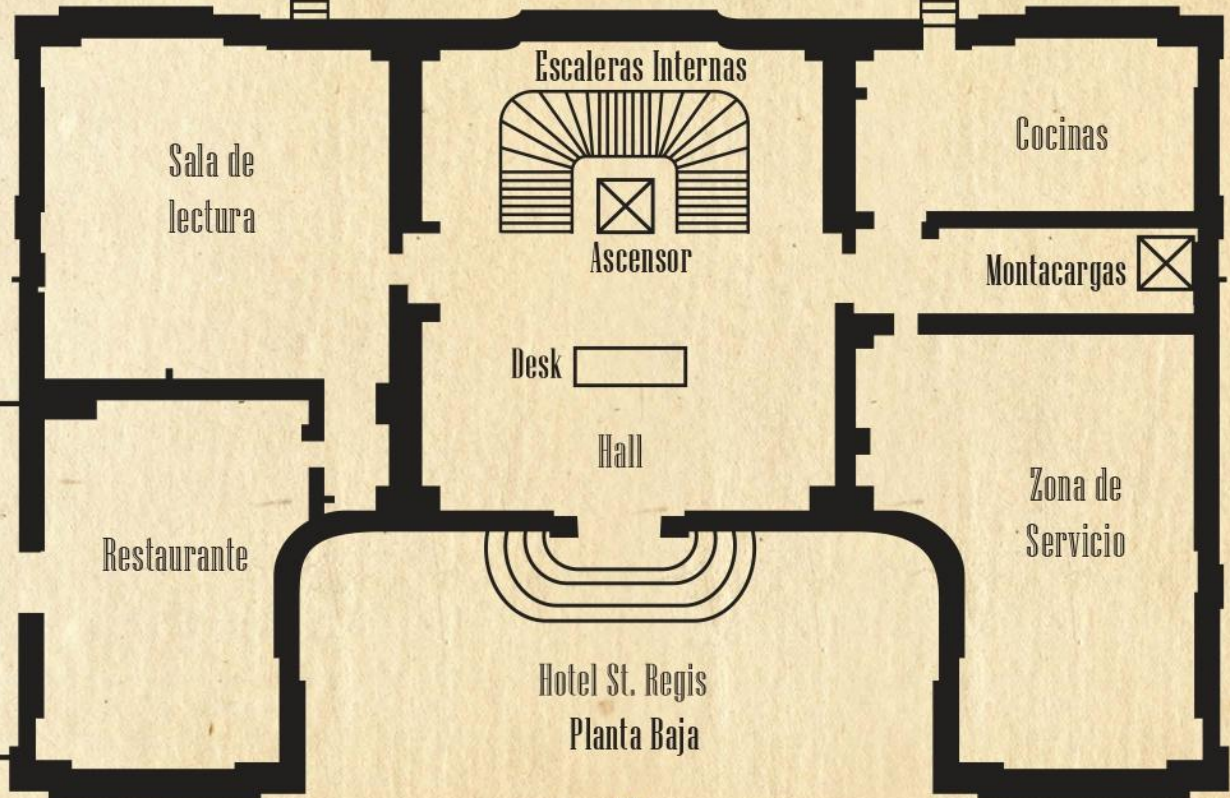 Escaleras Internas
Sala de
lectura
Cocinas
Ascensor
Montacargas
Desk
Hall
Zona de
Servicio
Restaurante
Hotel St. Regis
Planta Baja